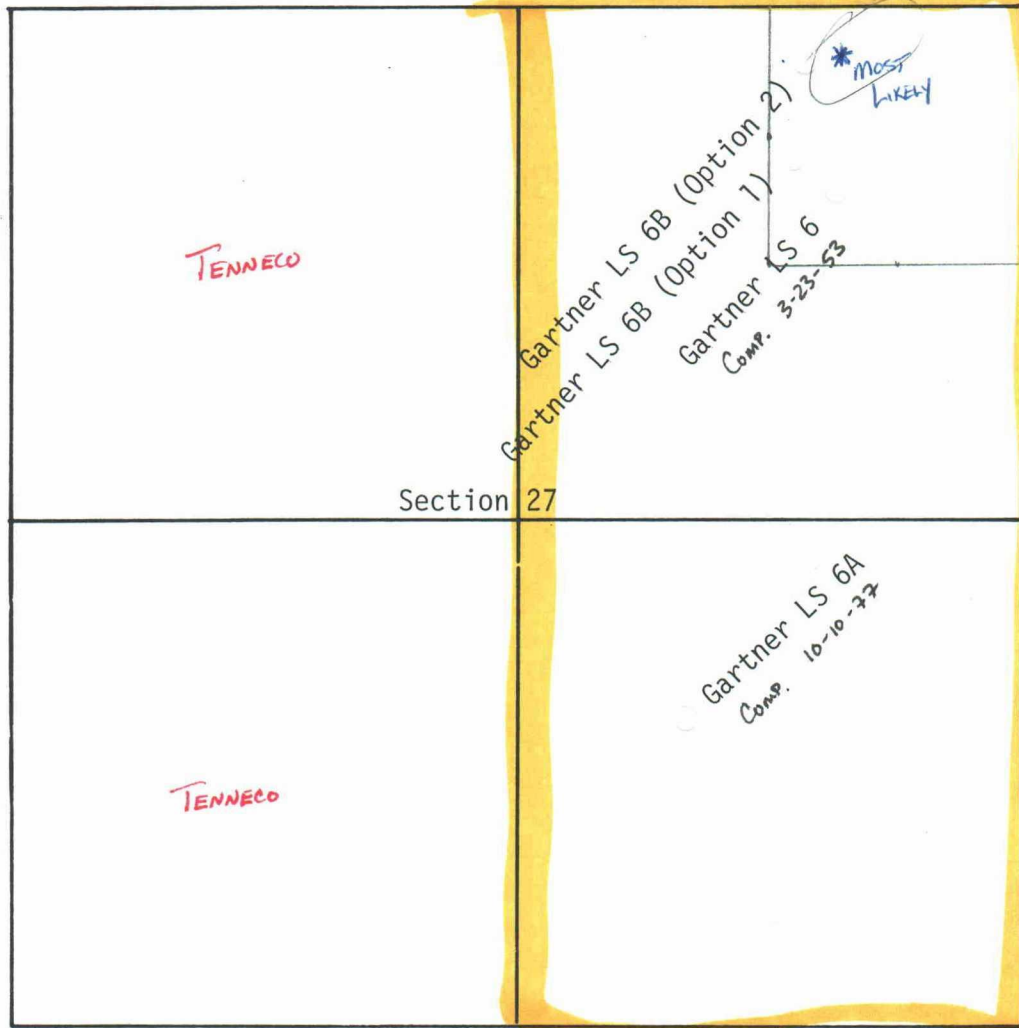 * MOST
LIKELY
TENNECO
Gartner LS 6B (Option 2)
Gartner LS 6B (Option 1)
Gartner LS 6
Comp. 3-23-53
Section 27
Gartner LS 6A
Comp. 10-10-77
TENNECO